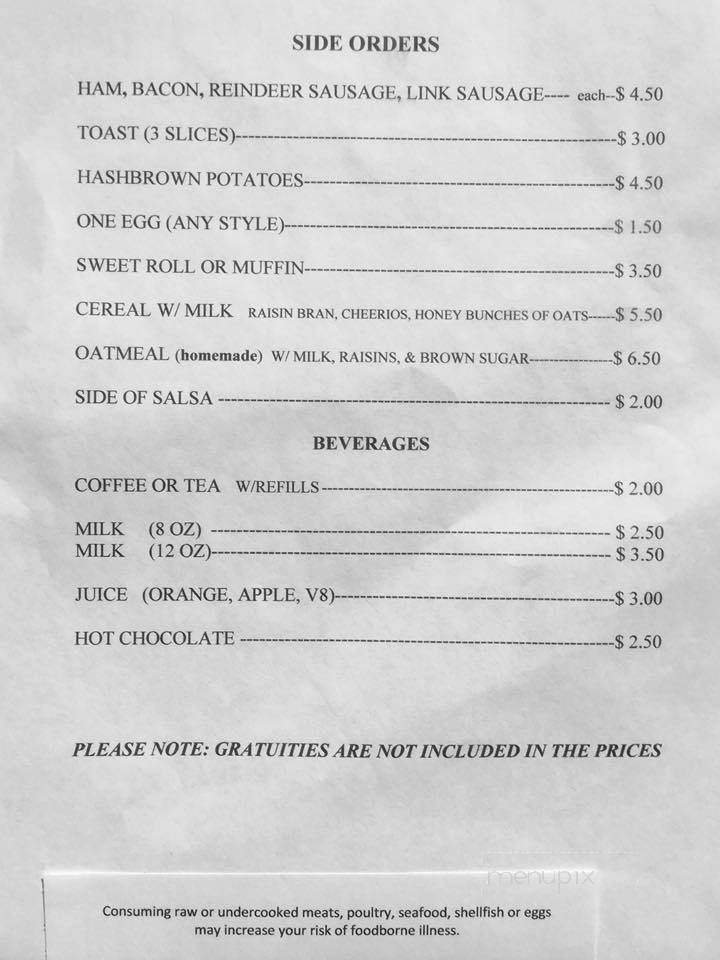 SIDE ORDERS
HAM, BACON, REINDEER SAUSAGE, LINK SAUSAGE---- each--$ 4.50
TOAST (3 SLICES)------------------------------------------------------------------$ 3.00
HASHBROWN POTATOES------------------------------------------------------$ 4.50
ONE EGG (ANY STYLE)---------------------------------------------------------$ 1.50
SWEET ROLL OR MUFFIN------------------------------------------------------$ 3.50
CEREAL W/ MILK RAISIN BRAN, CHEERIOS, HONEY BUNCHES OF OATS------$ 5.50
OATMEAL (homemade) W/ MILK, RAISINS, & BROWN SUGAR----------------$ 6.50
SIDE OF SALSA -------------------------------------------------------------------- $ 2.00
BEVERAGES
COFFEE OR TEA W/REFILLS ---------------------------------------------------$ 2.00
MILK (8 OZ) --------------------------------------------------------------------- $ 2.50
MILK (12 OZ)--------------------------------------------------------------------- $ 3.50
JUICE (ORANGE, APPLE, V8)------------------------------------------------$ 3.00
HOT CHOCOLATE -----------------------------------------------------------------$ 2.50
PLEASE NOTE: GRATUITIES ARE NOT INCLUDED IN THE PRICES
menupix
Consuming raw or undercooked meats, poultry, seafood, shellfish or eggs
may increase your risk of foodborne illness.